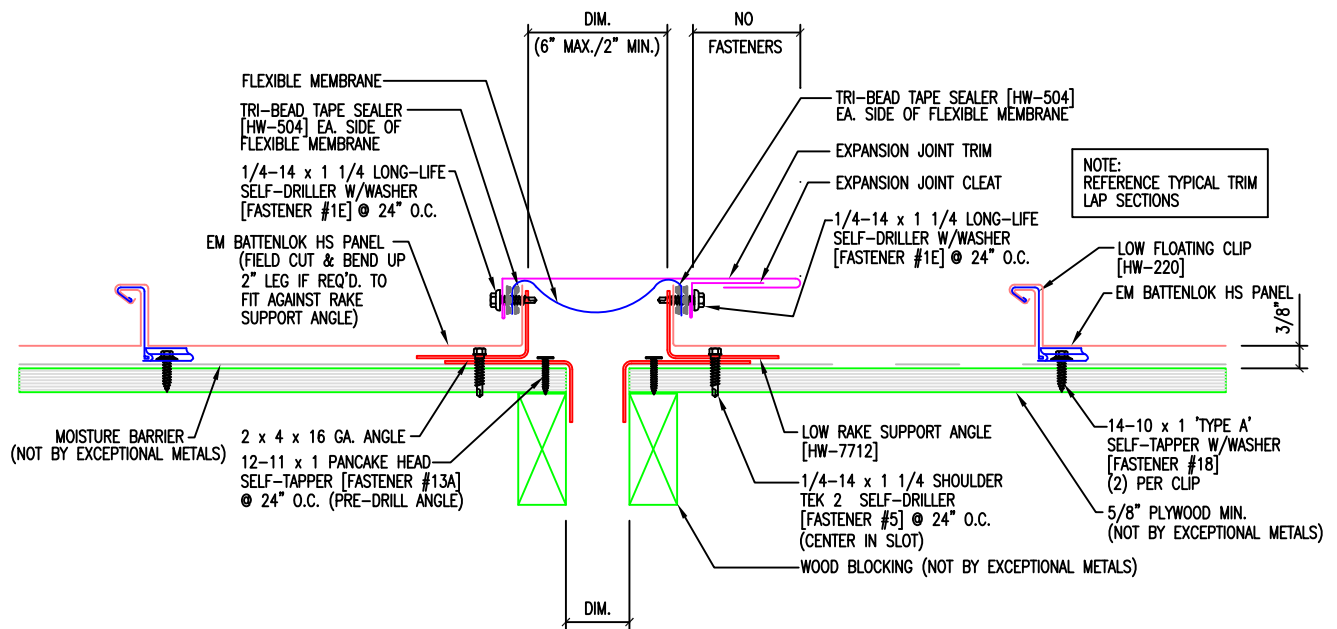 DIM.
(6" MAX./2" MIN.)
NO
FASTENERS
FLEXIBLE MEMBRANE
TRI-BEAD TAPE SEALER
[HW-504] EA. SIDE OF
FLEXIBLE MEMBRANE
1/4-14 x 1 1/4 LONG-LIFE
SELF-DRILLER W/WASHER
[FASTENER #1E] @ 24" O.C.
EM BATTENLOK HS PANEL
(FIELD CUT & BEND UP
2" LEG IF REQ'D. TO
FIT AGAINST RAKE
SUPPORT ANGLE)
TRI-BEAD TAPE SEALER [HW-504]
EA. SIDE OF FLEXIBLE MEMBRANE
EXPANSION JOINT TRIM
EXPANSION JOINT CLEAT
1/4-14 x 1 1/4 LONG-LIFE
SELF-DRILLER W/WASHER
[FASTENER #1E] @ 24" O.C.
NOTE:
REFERENCE TYPICAL TRIM
LAP SECTIONS
LOW FLOATING CLIP
[HW-220]
EM BATTENLOK HS PANEL
3/8"
MOISTURE BARRIER
(NOT BY EXCEPTIONAL METALS)
2 x 4 x 16 GA. ANGLE
12-11 x 1 PANCAKE HEAD
SELF-TAPPER [FASTENER #13A]
@ 24" O.C. (PRE-DRILL ANGLE)
LOW RAKE SUPPORT ANGLE
[HW-7712]
1/4-14 x 1 1/4 SHOULDER
TEK 2 SELF-DRILLER
[FASTENER #5] @ 24" O.C.
(CENTER IN SLOT)
WOOD BLOCKING (NOT BY EXCEPTIONAL METALS)
14-10 x 1 'TYPE A'
SELF-TAPPER W/WASHER
[FASTENER #18]
(2) PER CLIP
5/8" PLYWOOD MIN.
(NOT BY EXCEPTIONAL METALS)
DIM.